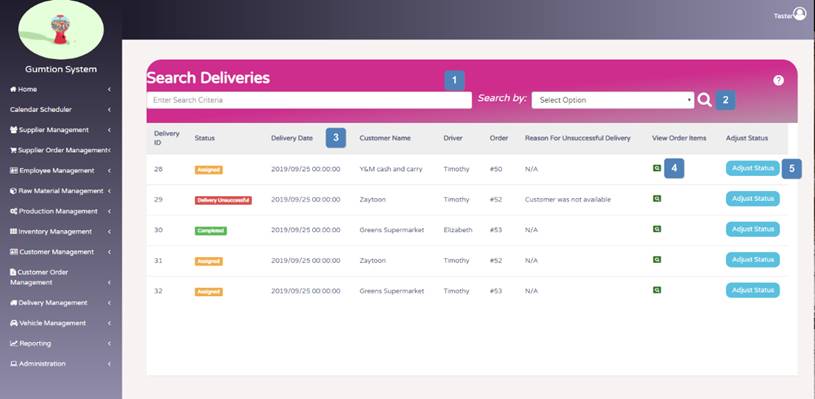 Tester
Gumtion System
Home
Calendar Scheduler
Supplier Management
Supplier Order Management
Employee Management
Raw Material Management
Production Management
Inventory Management
Customer Management
Customer Order
Management
Delivery Management
Vehicle Management
Reporting
Administration
Search Deliveries
1
?
Enter Search Criteria
Search by:
Select Option
2
Delivery ID Status Delivery Date 3 Customer Name Driver Order Reason For Unsuccessful Delivery View Order Items Adjust Status
28 Assigned 2019/09/25 00:00:00 Y&M cash and carry Timothy #50 N/A 4 Adjust Status 5
29 Delivery Unsuccessful 2019/09/25 00:00:00 Zaytoon Timothy #52 Customer was not available Adjust Status
30 Completed 2019/09/25 00:00:00 Greens Supermarket Elizabeth #53 N/A Adjust Status
31 Assigned 2019/09/25 00:00:00 Zaytoon Timothy #52 N/A Adjust Status
32 Assigned 2019/09/25 00:00:00 Greens Supermarket Timothy #53 N/A Adjust Status